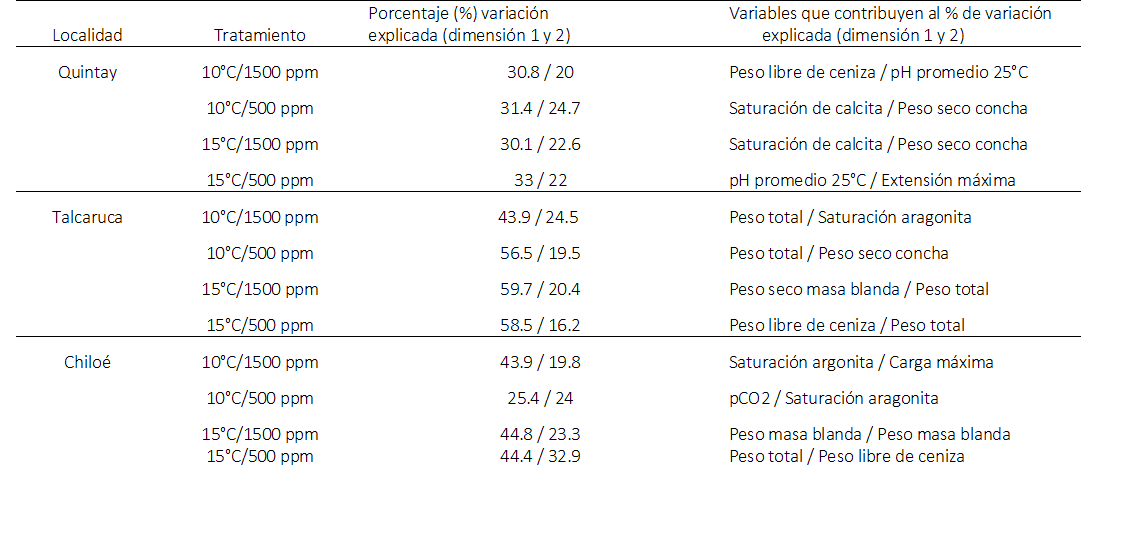 Porcentaje (%) variación Variables que contribuyen al % de variación
Localidad Tratamiento explicada (dimensión 1 y 2) explicada (dimensión 1 y 2)
Quintay 10°C/1500 ppm 30.8 / 20 Peso libre de ceniza / pH promedio 25°C
10°C/500 ppm 31.4 / 24.7 Saturación de calcita / Peso seco concha
15°C/1500 ppm 30.1 / 22.6 Saturación de calcita / Peso seco concha
15°C/500 ppm 33 / 22 pH promedio 25°C / Extensión máxima
Talcaruca 10°C/1500 ppm 43.9 / 24.5 Peso total / Saturación aragonita
10°C/500 ppm 56.5 / 19.5 Peso total / Peso seco concha
15°C/1500 ppm 59.7 / 20.4 Peso seco masa blanda / Peso total
15°C/500 ppm 58.5 / 16.2 Peso libre de ceniza / Peso total
Chiloé 10°C/1500 ppm 43.9 / 19.8 Saturación argonita / Carga máxima
10°C/500 ppm 25.4 / 24 pCO2 / Saturación aragonita
15°C/1500 ppm 44.8 / 23.3 Peso masa blanda / Peso masa blanda
15°C/500 ppm 44.4 / 32.9 Peso total / Peso libre de ceniza